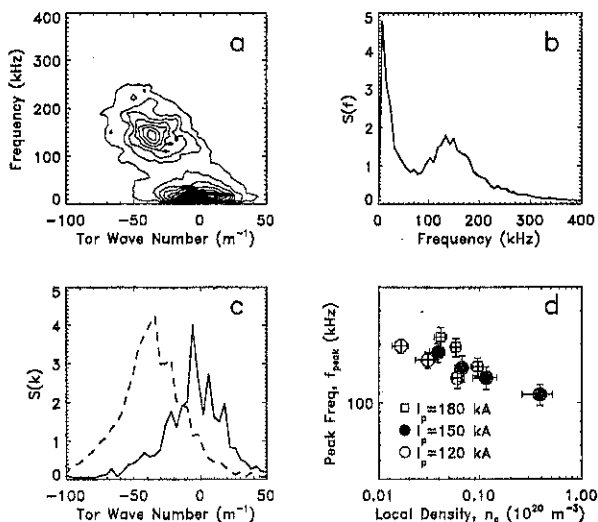 a
Frequency (kHz)
400
300
200
100
0
-100
-50
0
50
Tor Wave Number (m⁻¹)
b
S(f)
5
4
3
2
1
0
0
100
200
300
400
Frequency (kHz)
c
S(k)
5
4
3
2
1
0
-100
-50
0
50
Tor Wave Number (m⁻¹)
d
Peak Freq, f_peak (kHz)
100
I_p=180 kA
I_p=150 kA
I_p=120 kA
0.01
0.10
1.00
Local Density, n_e (10²⁰ m⁻³)